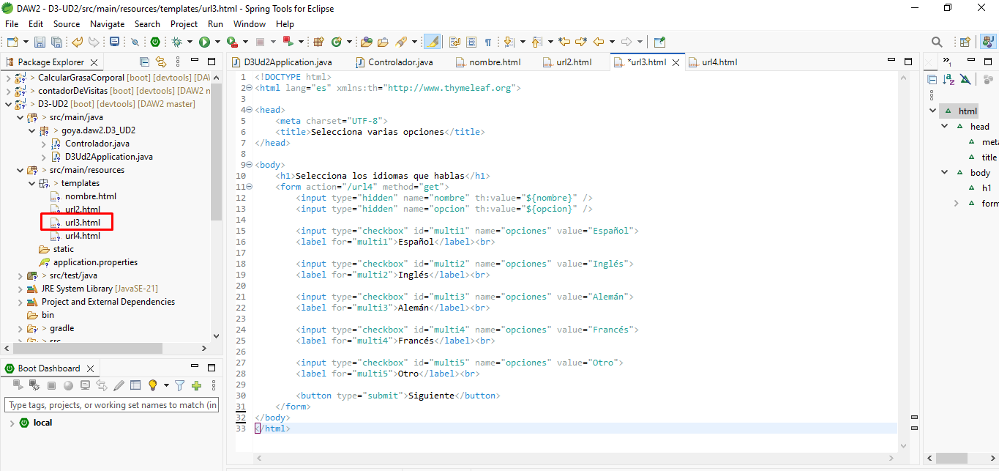 DAW2 - D3-UD2/src/main/resources/templates/url3.html - Spring Tools for Eclipse
File Edit Source Navigate Search Project Run Window Help
Package Explorer
CalcularGrasaCorporal [boot] [devtools] [DAW
contadorDeVisitas [boot] [devtools] [DAW2 m
D3-UD2 [boot] [devtools] [DAW2 master]
> src/main/java
> goya.daw2.D3_UD2
Controlador.java
D3Ud2Application.java
> src/main/resources
> templates
nombre.html
url2.html
url3.html
url4.html
static
application.properties
> src/test/java
JRE System Library [JavaSE-21]
Project and External Dependencies
bin
> gradle
> src
Boot Dashboard
Type tags, projects, or working set names to match (in
local
D3Ud2Application.java Controlador.java nombre.html url2.html *url3.html url4.html
1 <!DOCTYPE html>
2 <html lang="es" xmlns:th="http://www.thymeleaf.org">
3
4 <head>
5 <meta charset="UTF-8">
6 <title>Selecciona varias opciones</title>
7 </head>
8
9 <body>
10 <h1>Selecciona los idiomas que hablas</h1>
11 <form action="/url4" method="get">
12 <input type="hidden" name="nombre" th:value="${nombre}" />
13 <input type="hidden" name="opcion" th:value="${opcion}" />
14
15 <input type="checkbox" id="multi1" name="opciones" value="Español">
16 <label for="multi1">Español</label><br>
17
18 <input type="checkbox" id="multi2" name="opciones" value="Inglés">
19 <label for="multi2">Inglés</label><br>
20
21 <input type="checkbox" id="multi3" name="opciones" value="Alemán">
22 <label for="multi3">Alemán</label><br>
23
24 <input type="checkbox" id="multi4" name="opciones" value="Francés">
25 <label for="multi4">Francés</label><br>
26
27 <input type="checkbox" id="multi5" name="opciones" value="Otro">
28 <label for="multi5">Otro</label><br>
29
30 <button type="submit">Siguiente</button>
31 </form>
32 </body>
33 </html>
»1
html
head
meta
title
body
h1
form